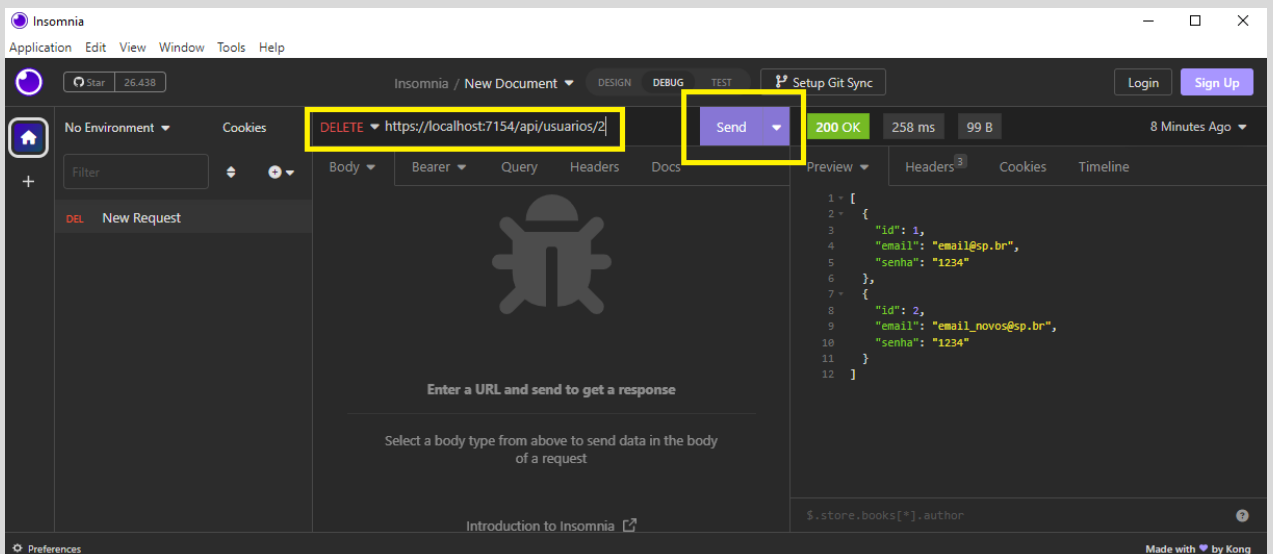 Insomnia
Application Edit View Window Tools Help
Star 26.438
Insomnia / New Document
DESIGN DEBUG TEST
Setup Git Sync
Login
Sign Up
No Environment
Cookies
DELETE https://localhost:7154/api/usuarios/2
Send
200 OK
258 ms
99 B
8 Minutes Ago
Filter
Body
Bearer
Query
Headers
Docs
Preview
Headers 3
Cookies
Timeline
DEL New Request
Enter a URL and send to get a response
Select a body type from above to send data in the body
of a request
Introduction to Insomnia
1 [
2 {
3 "id": 1,
4 "email": "email@sp.br",
5 "senha": "1234"
6 },
7 {
8 "id": 2,
9 "email": "email_novos@sp.br",
10 "senha": "1234"
11 }
12 ]
$.store.books[*].author
Preferences
Made with ♥ by Kong